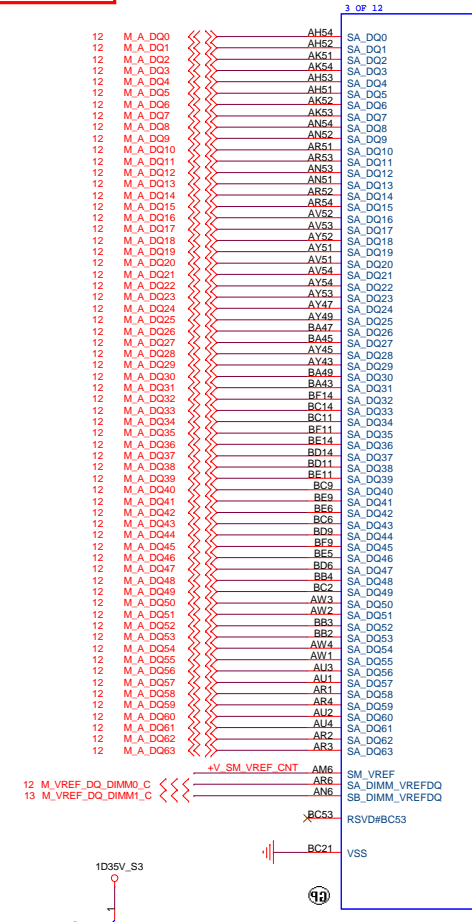 3 OF 12
12 M_A_DQ0 AH54 SA_DQ0
12 M_A_DQ1 AH52 SA_DQ1
12 M_A_DQ2 AK51 SA_DQ2
12 M_A_DQ3 AK54 SA_DQ3
12 M_A_DQ4 AH53 SA_DQ4
12 M_A_DQ5 AH51 SA_DQ5
12 M_A_DQ6 AK52 SA_DQ6
12 M_A_DQ7 AK53 SA_DQ7
12 M_A_DQ8 AN54 SA_DQ8
12 M_A_DQ9 AN52 SA_DQ9
12 M_A_DQ10 AR51 SA_DQ10
12 M_A_DQ11 AR53 SA_DQ11
12 M_A_DQ12 AN53 SA_DQ12
12 M_A_DQ13 AN51 SA_DQ13
12 M_A_DQ14 AR52 SA_DQ14
12 M_A_DQ15 AR54 SA_DQ15
12 M_A_DQ16 AV52 SA_DQ16
12 M_A_DQ17 AV53 SA_DQ17
12 M_A_DQ18 AY52 SA_DQ18
12 M_A_DQ19 AY51 SA_DQ19
12 M_A_DQ20 AV51 SA_DQ20
12 M_A_DQ21 AV54 SA_DQ21
12 M_A_DQ22 AY54 SA_DQ22
12 M_A_DQ23 AY53 SA_DQ23
12 M_A_DQ24 AY47 SA_DQ24
12 M_A_DQ25 AY49 SA_DQ25
12 M_A_DQ26 BA47 SA_DQ26
12 M_A_DQ27 BA45 SA_DQ27
12 M_A_DQ28 AY45 SA_DQ28
12 M_A_DQ29 AY43 SA_DQ29
12 M_A_DQ30 BA49 SA_DQ30
12 M_A_DQ31 BA43 SA_DQ31
12 M_A_DQ32 BF14 SA_DQ32
12 M_A_DQ33 BC14 SA_DQ33
12 M_A_DQ34 BC11 SA_DQ34
12 M_A_DQ35 BF11 SA_DQ35
12 M_A_DQ36 BE14 SA_DQ36
12 M_A_DQ37 BD14 SA_DQ37
12 M_A_DQ38 BD11 SA_DQ38
12 M_A_DQ39 BE11 SA_DQ39
12 M_A_DQ40 BC9 SA_DQ40
12 M_A_DQ41 BE9 SA_DQ41
12 M_A_DQ42 BE6 SA_DQ42
12 M_A_DQ43 BC6 SA_DQ43
12 M_A_DQ44 BD9 SA_DQ44
12 M_A_DQ45 BF9 SA_DQ45
12 M_A_DQ46 BE5 SA_DQ46
12 M_A_DQ47 BD6 SA_DQ47
12 M_A_DQ48 BB4 SA_DQ48
12 M_A_DQ49 BC2 SA_DQ49
12 M_A_DQ50 AW3 SA_DQ50
12 M_A_DQ51 AW2 SA_DQ51
12 M_A_DQ52 BB3 SA_DQ52
12 M_A_DQ53 BB2 SA_DQ53
12 M_A_DQ54 AW4 SA_DQ54
12 M_A_DQ55 AW1 SA_DQ55
12 M_A_DQ56 AU3 SA_DQ56
12 M_A_DQ57 AU1 SA_DQ57
12 M_A_DQ58 AR1 SA_DQ58
12 M_A_DQ59 AR4 SA_DQ59
12 M_A_DQ60 AU2 SA_DQ60
12 M_A_DQ61 AU4 SA_DQ61
12 M_A_DQ62 AR2 SA_DQ62
12 M_A_DQ63 AR3 SA_DQ63
+V_SM_VREF_CNT AM6 SM_VREF
12 M_VREF_DQ_DIMM0_C AR6 SA_DIMM_VREFDQ
13 M_VREF_DQ_DIMM1_C AN6 SB_DIMM_VREFDQ
BC53 RSVD#BC53
BC21 VSS
1D35V_S3
1